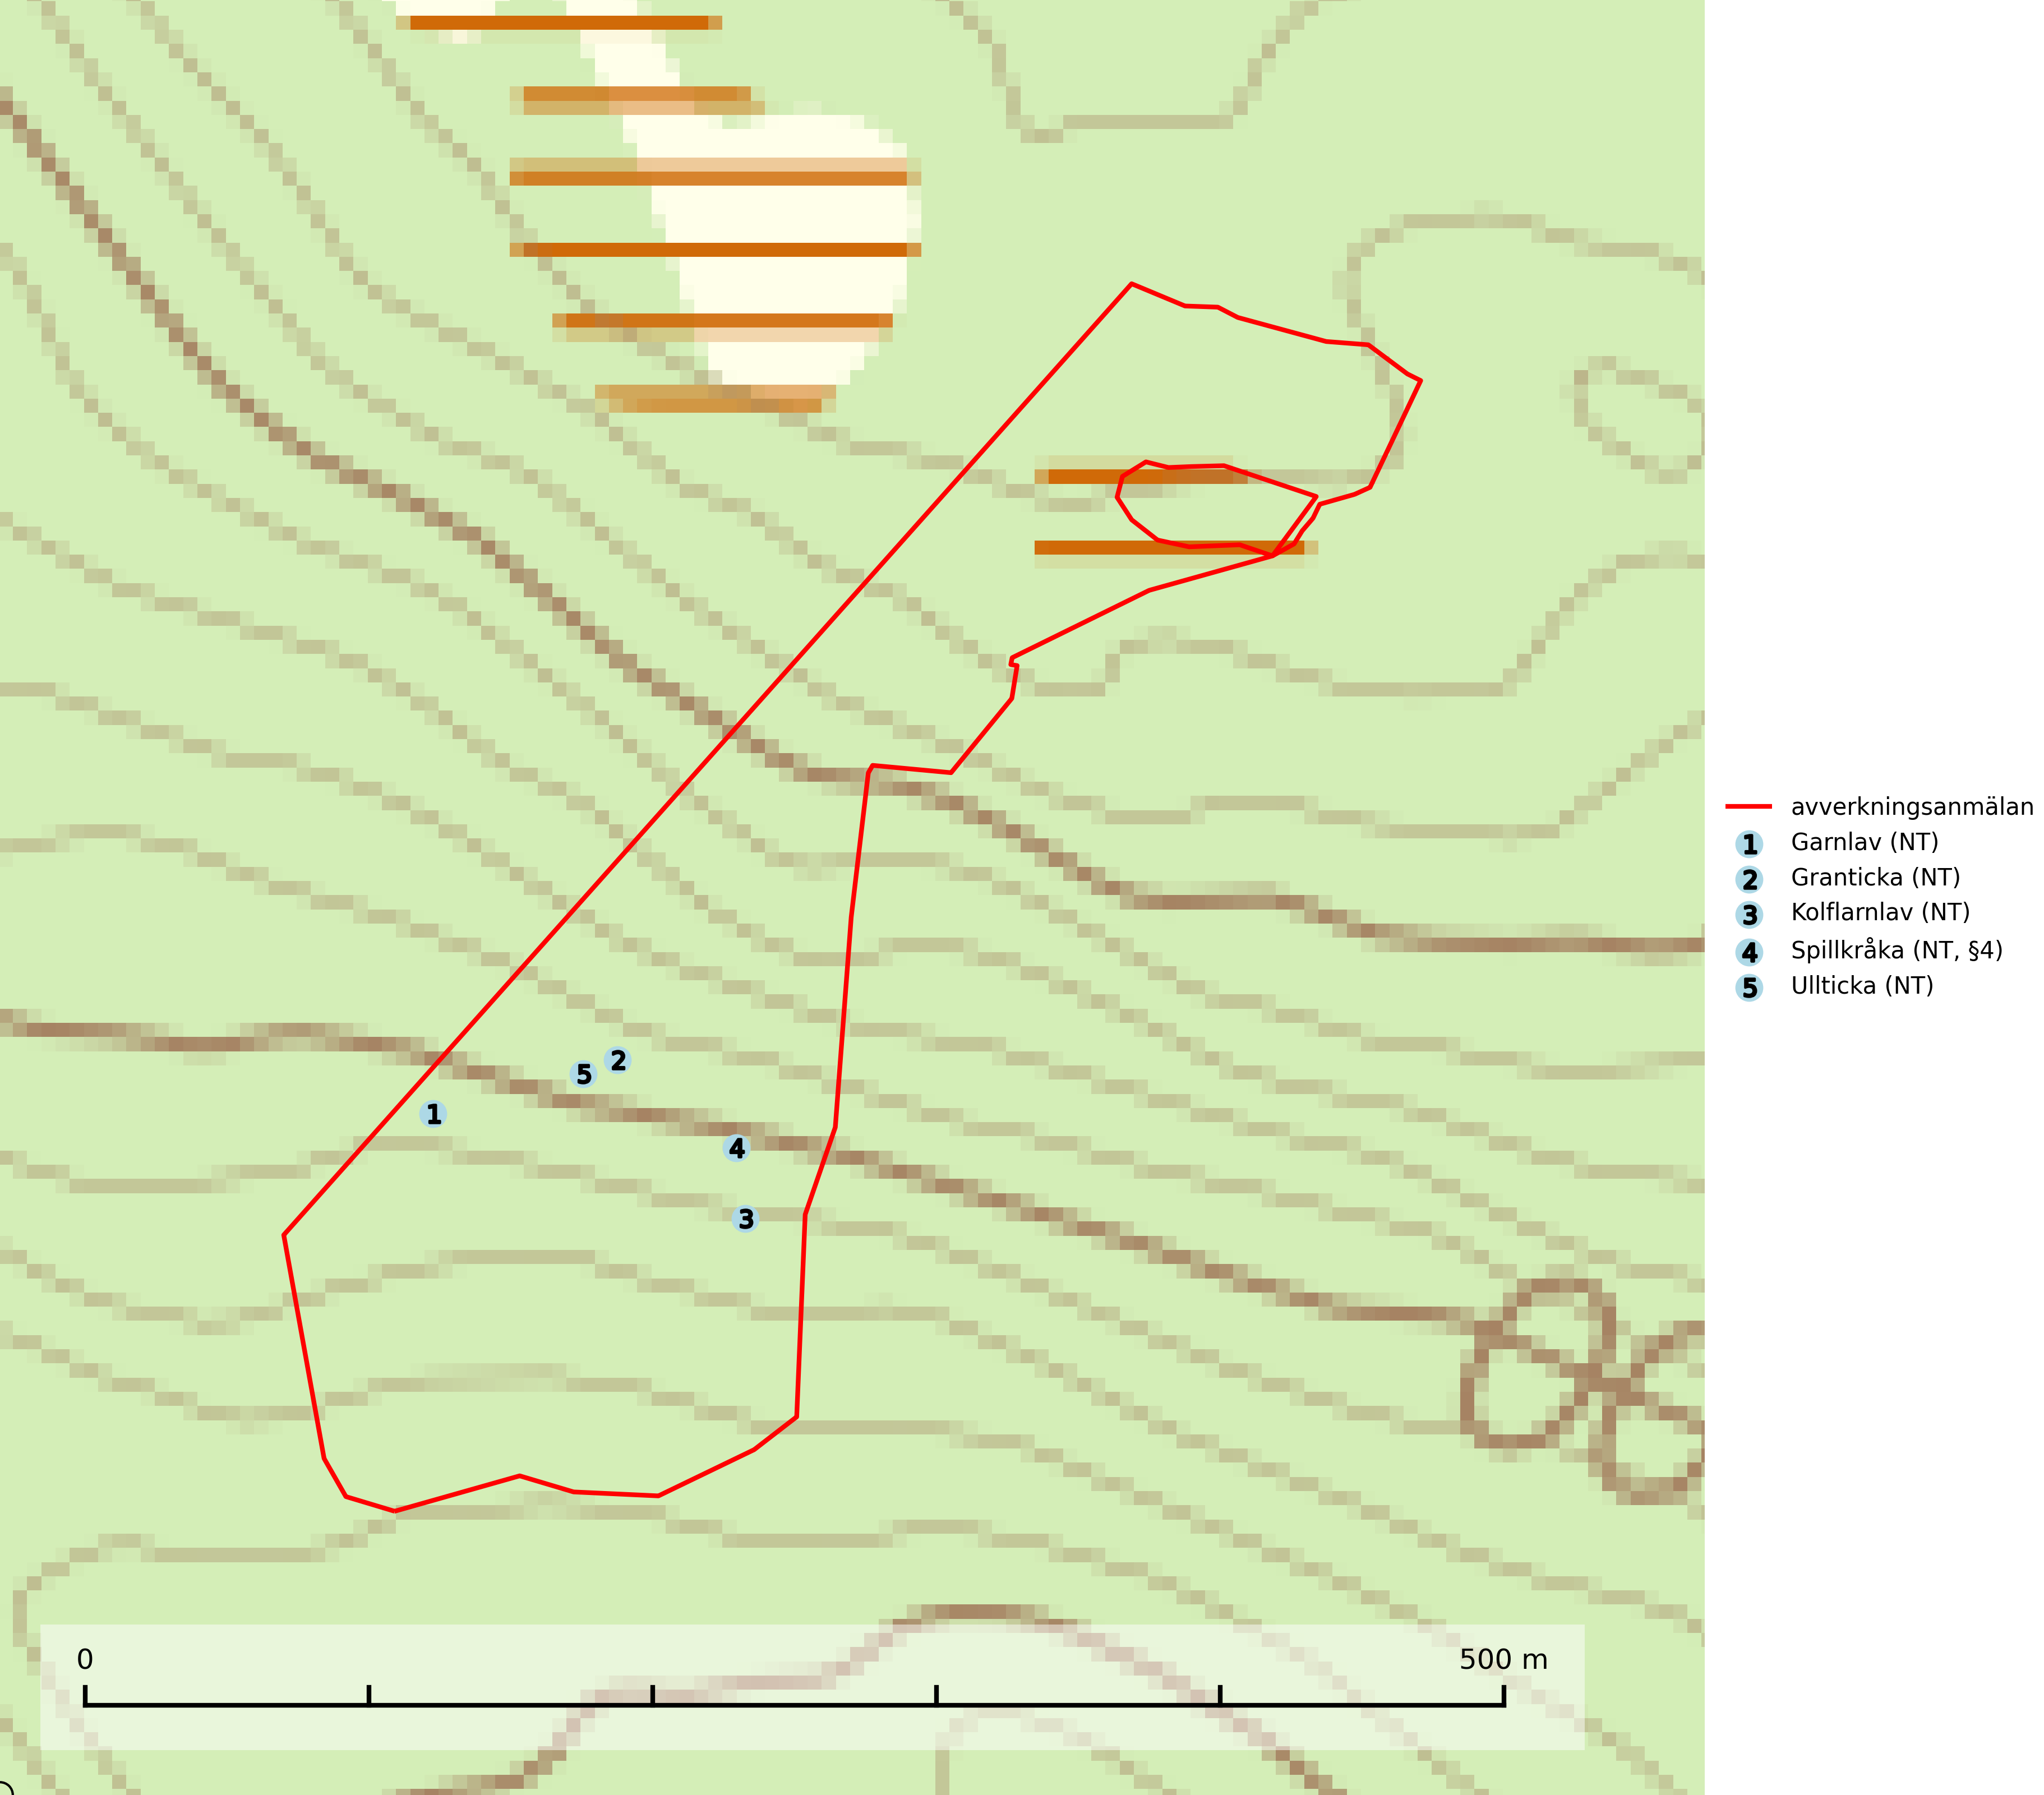 avverkningsanmälan
1 Garnlav (NT)
2 Granticka (NT)
3 Kolflarnlav (NT)
4 Spillkråka (NT, §4)
5 Ullticka (NT)
5 2
1
4
3
0 500 m